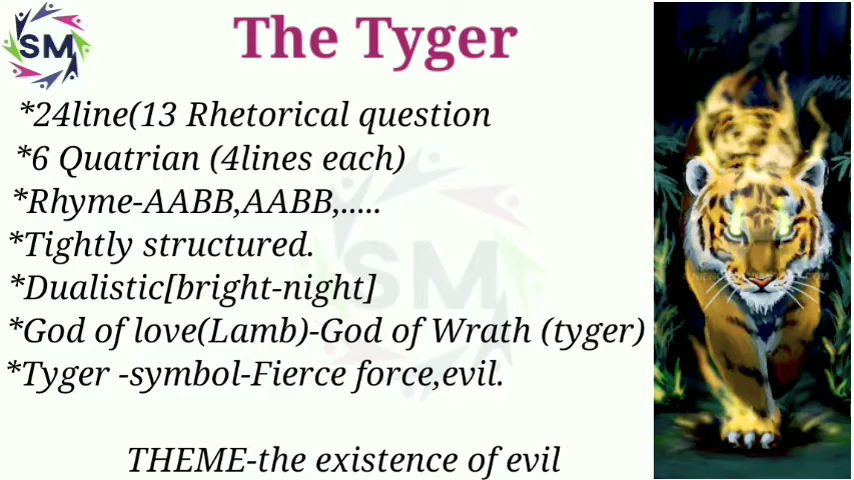 SM
The Tyger
*24line(13 Rhetorical question
*6 Quatrian (4lines each)
*Rhyme-AABB,AABB,.....
*Tightly structured.
*Dualistic[bright-night]
*God of love(Lamb)-God of Wrath (tyger)
*Tyger -symbol-Fierce force,evil.
THEME-the existence of evil
SM